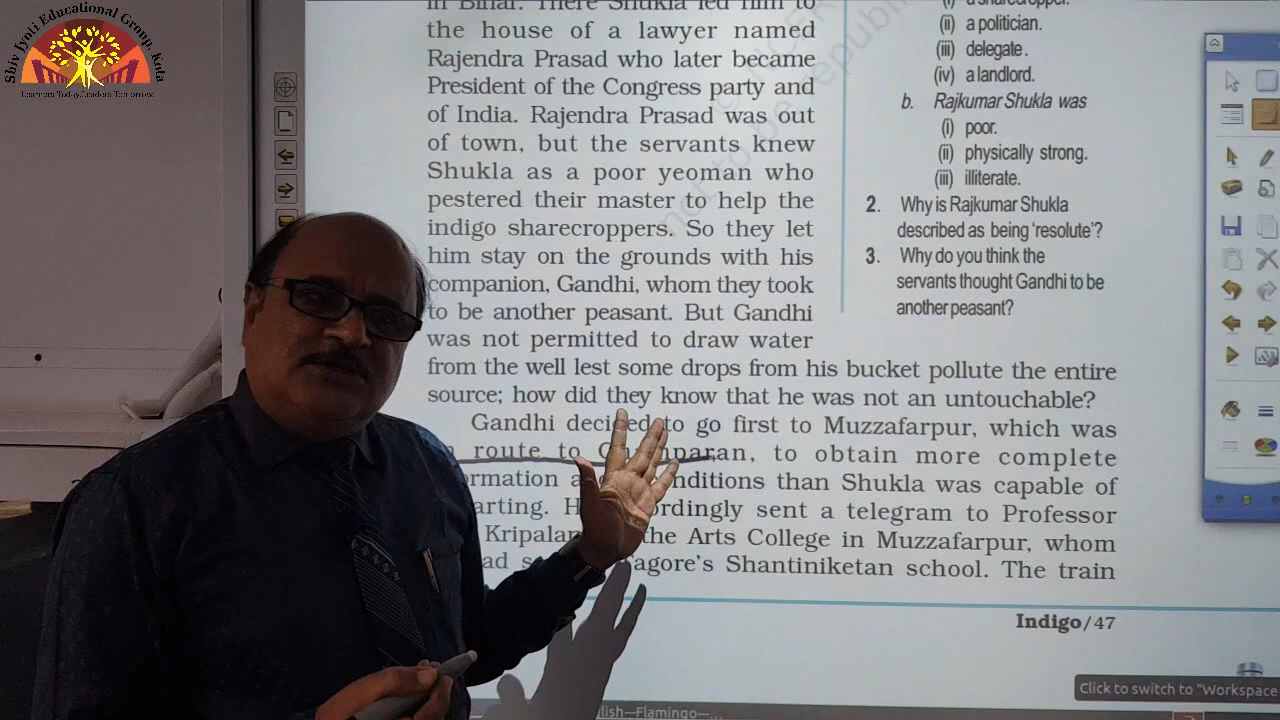 Shiv Jyoti Educational Group, Kota
Learners Today, Leaders Tomorrow.
in Bihar. There Shukla led him to
the house of a lawyer named
Rajendra Prasad who later became
President of the Congress party and
of India. Rajendra Prasad was out
of town, but the servants knew
Shukla as a poor yeoman who
pestered their master to help the
indigo sharecroppers. So they let
him stay on the grounds with his
companion, Gandhi, whom they took
to be another peasant. But Gandhi
was not permitted to draw water
from the well lest some drops from his bucket pollute the entire
source; how did they know that he was not an untouchable?
Gandhi decided to go first to Muzzafarpur, which was
route to, to obtain more complete
than Shukla was capable of
sent a telegram to Professor
the Arts College in Muzzafarpur, whom
Tagore's Shantiniketan school. The train
(i) a sharecropper.
(ii) a politician.
(iii) delegate.
(iv) a landlord.
b. Rajkumar Shukla was
(i) poor.
(ii) physically strong.
(iii) illiterate.
2. Why is Rajkumar Shukla
described as being 'resolute'?
3. Why do you think the
servants thought Gandhi to be
another peasant?
Indigo/47
Click to switch to "Workspace
lish—Flamingo—...